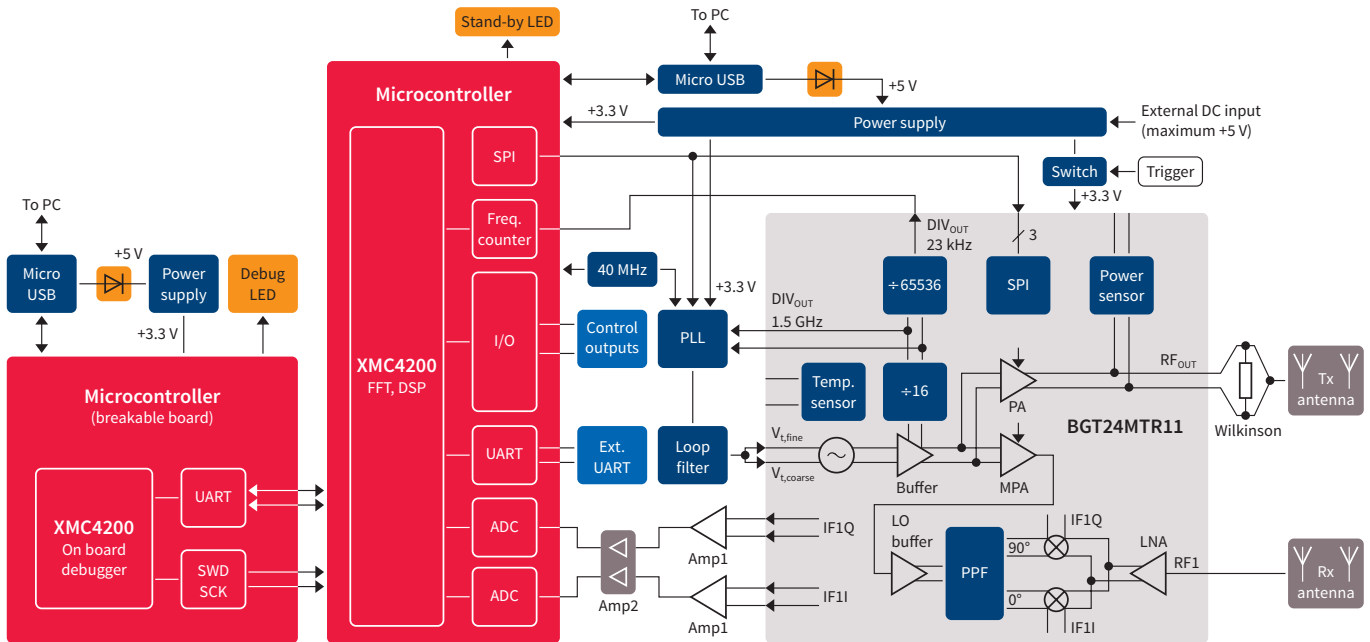 Stand-by LED
To PC
Microcontroller
Micro USB
+5 V
+3.3 V
Power supply
External DC input
(maximum +5 V)
SPI
Switch
Trigger
+3.3 V
To PC
Freq.
counter
DIVOUT
23 kHz
3
+5 V
Micro
USB
Power
supply
Debug
LED
40 MHz
÷65536
SPI
Power
sensor
+3.3 V
DIVOUT
1.5 GHz
+3.3 V
I/O
Control
outputs
PLL
XMC4200
FFT, DSP
Temp.
sensor
÷16
PA
RFOUT
Tx
antenna
Microcontroller
(breakable board)
BGT24MTR11
Wilkinson
UART
Ext.
UART
Loop
filter
Vt,fine
Vt,coarse
Buffer
MPA
XMC4200
On board
debugger
UART
SWD
SCK
ADC
Amp1
IF1Q
LO
buffer
IF1Q
90°
LNA
PPF
RF1
Rx
antenna
ADC
Amp2
Amp1
IF1I
0°
IF1I